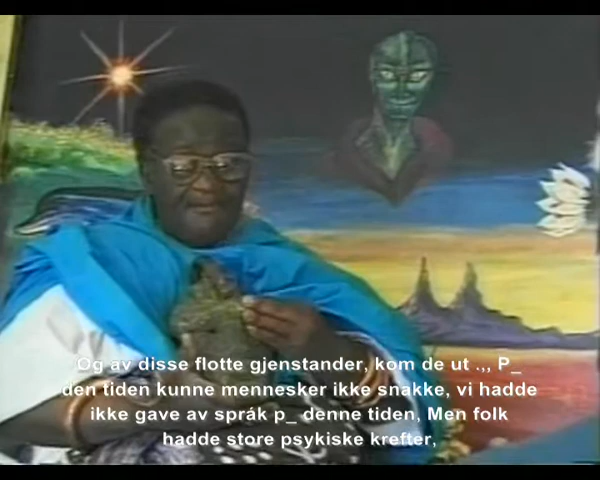 Og av disse flotte gjenstander, kom de ut .,, P_
den tiden kunne mennesker ikke snakke, vi hadde
ikke gave av språk p_ denne tiden, Men folk
hadde store psykiske krefter,